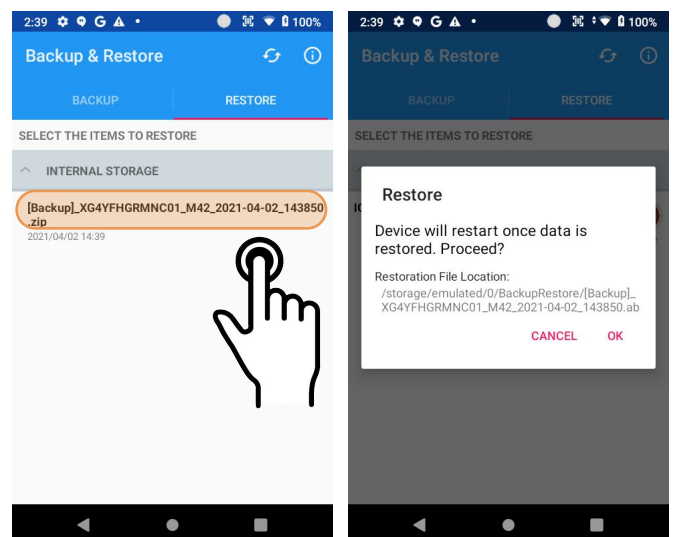 2:39 G 100%
Backup & Restore
BACKUP RESTORE
SELECT THE ITEMS TO RESTORE
INTERNAL STORAGE
[Backup]_XG4YFHGRMNC01_M42_2021-04-02_143850
.zip
2021/04/02 14:39
2:39 G 100%
Backup & Restore
BACKUP RESTORE
SELECT THE ITEMS TO RESTORE
Restore
Device will restart once data is
restored. Proceed?
Restoration File Location:
/storage/emulated/0/BackupRestore/[Backup]_
XG4YFHGRMNC01_M42_2021-04-02_143850.ab
CANCEL OK